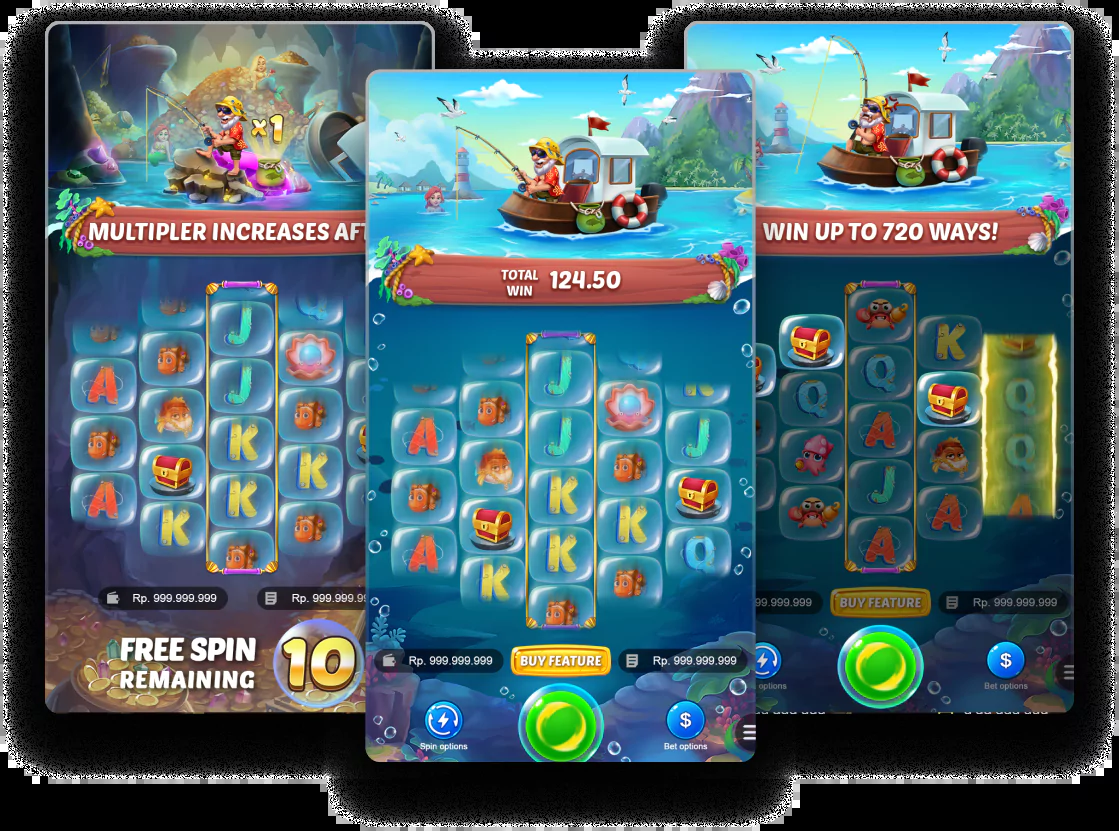 ×1
MULTIPLER INCREASES AFT
J
J
A
K
K
A
K
K
Rp. 999.999.999
Rp. 999.999.999
FREE SPIN
REMAINING
10
TOTAL
WIN
124.50
J
J
J
A
K
K
A
K
Q
K
Rp. 999.999.999
BUY FEATURE
Rp. 999.999.999
Spin options
$
Bet options
WIN UP TO 720 WAYS!
K
Q
Q
Q
A
Q
J
A
A
A
99.999.999
BUY FEATURE
Rp. 999.999.999
options
$
Bet options